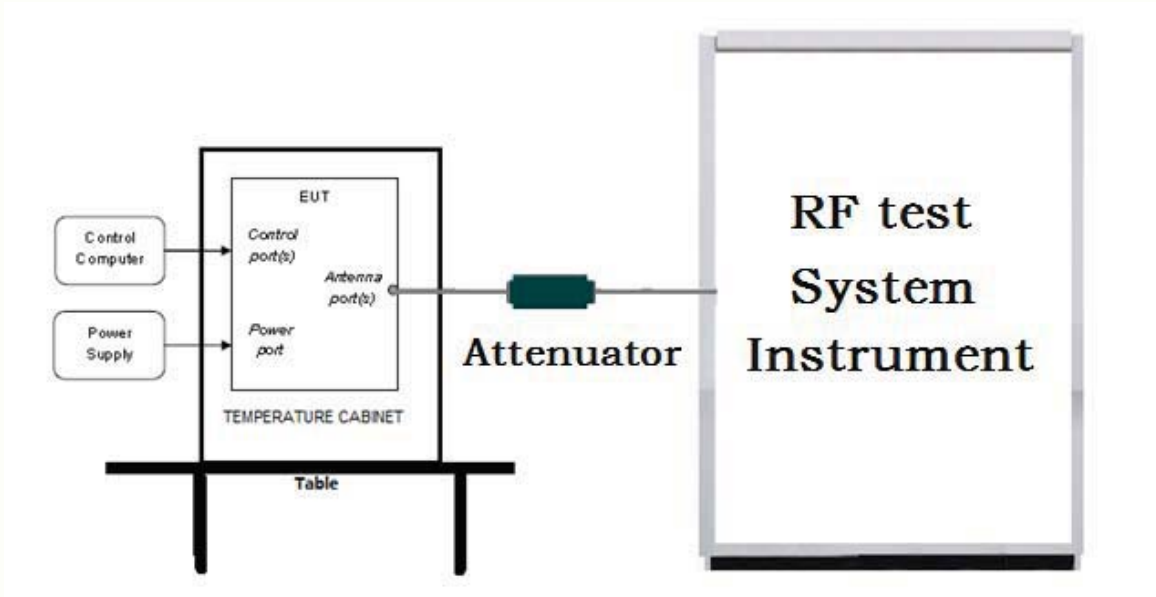 EUT
Control
port(s)
Antenna
port(s)
Power
port
TEMPERATURE CABINET
Table
Control
Computer
Power
Supply
Attenuator
RF test
System
Instrument